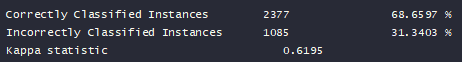 Correctly Classified Instances 2377 68.6597 %
Incorrectly Classified Instances 1085 31.3403 %
Kappa statistic 0.6195